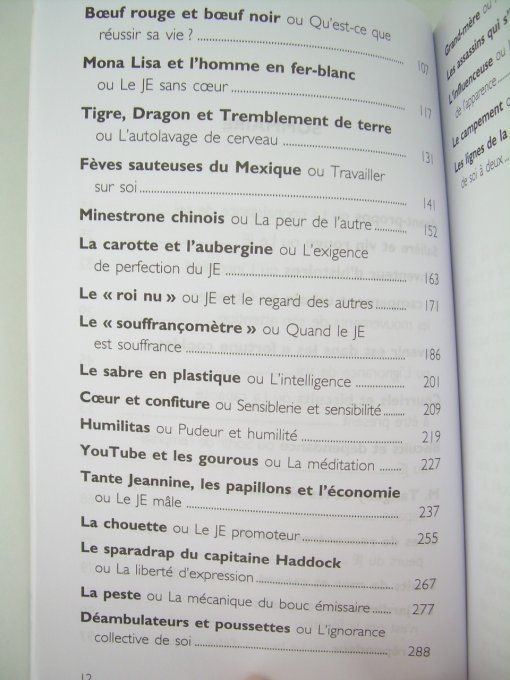 Bœuf rouge et bœuf noir ou Qu'est-ce que
réussir sa vie ? 107
Mona Lisa et l'homme en fer-blanc
ou Le JE sans cœur 117
Tigre, Dragon et Tremblement de terre
ou L'autolavage de cerveau 131
Fèves sauteuses du Mexique ou Travailler
sur soi 141
Minestrone chinois ou La peur de l'autre 152
La carotte et l'aubergine ou L'exigence
de perfection du JE 163
Le « roi nu » ou JE et le regard des autres 171
Le « souffrançomètre » ou Quand le JE
est souffrance 186
Le sabre en plastique ou L'intelligence 201
Cœur et confiture ou Sensiblerie et sensibilité 209
Humilitas ou Pudeur et humilité 219
YouTube et les gourous ou La méditation 227
Tante Jeannine, les papillons et l'économie
ou Le JE mâle 237
La chouette ou Le JE promoteur 255
Le sparadrap du capitaine Haddock
ou La liberté d'expression 267
La peste ou La mécanique du bouc émissaire 277
Déambulateurs et poussettes ou L'ignorance
collective de soi 288
12
Grand-mère ou
Les assassins qui s'
L'influenceuse ou
de l'apparence
Le campement
Les lignes de la
de soi à deux